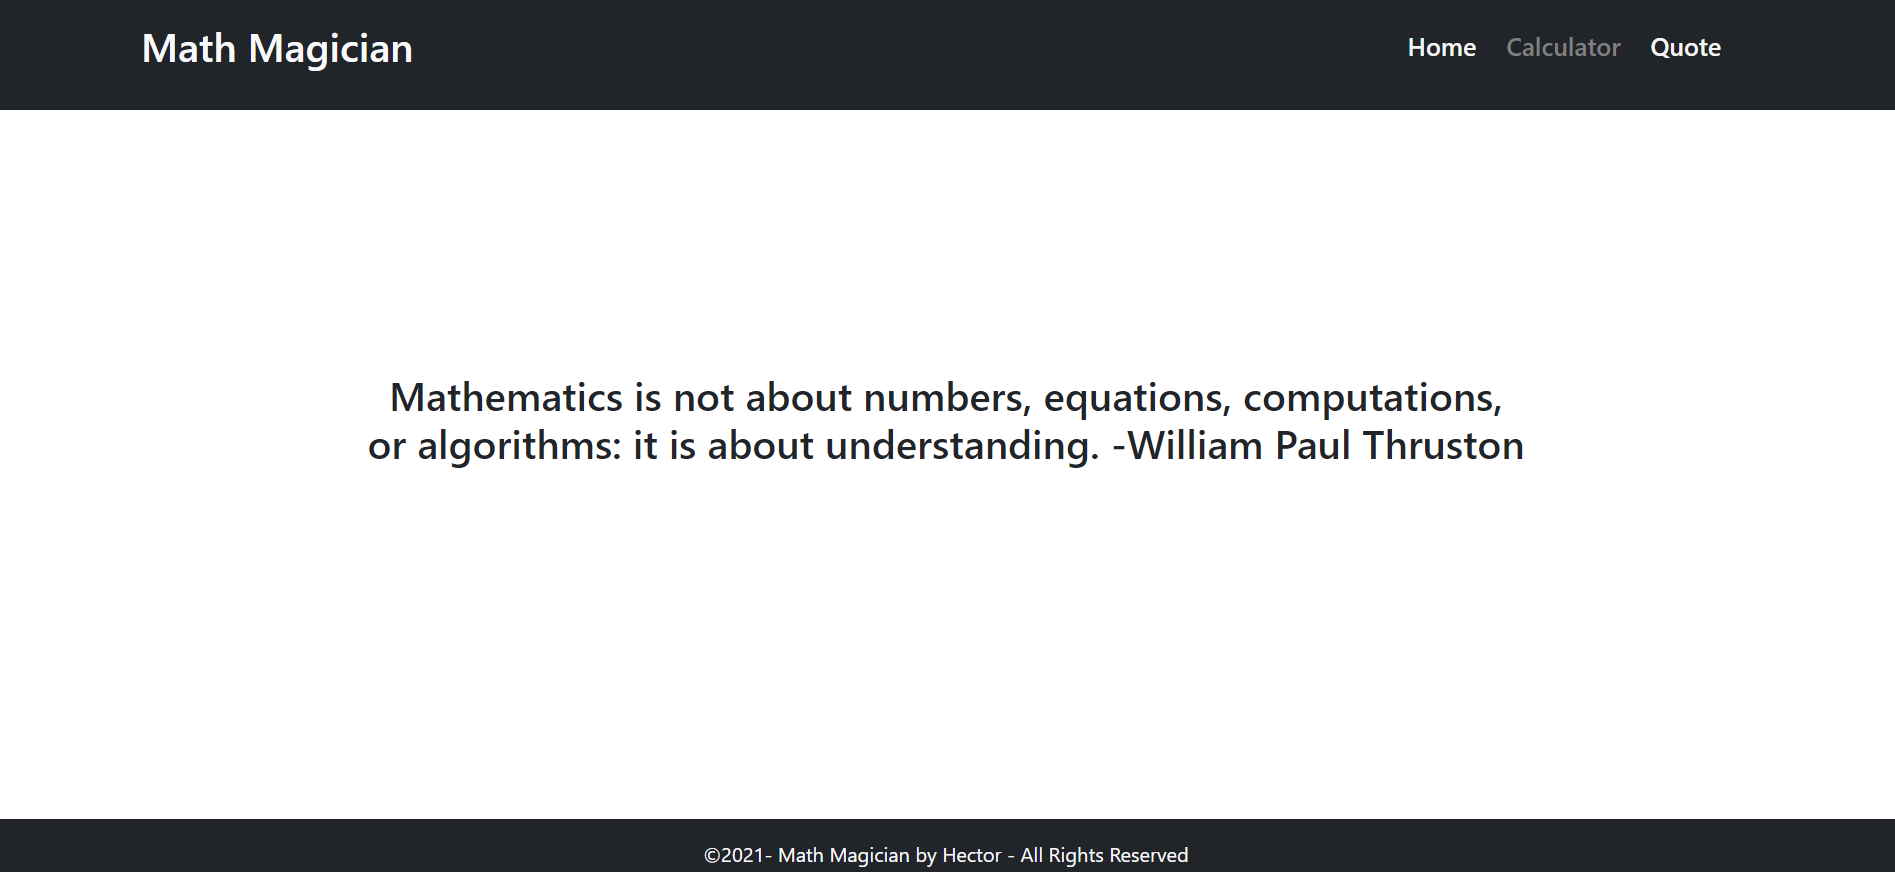 Math Magician
Home Calculator Quote
Mathematics is not about numbers, equations, computations,
or algorithms: it is about understanding. -William Paul Thruston
©2021- Math Magician by Hector - All Rights Reserved